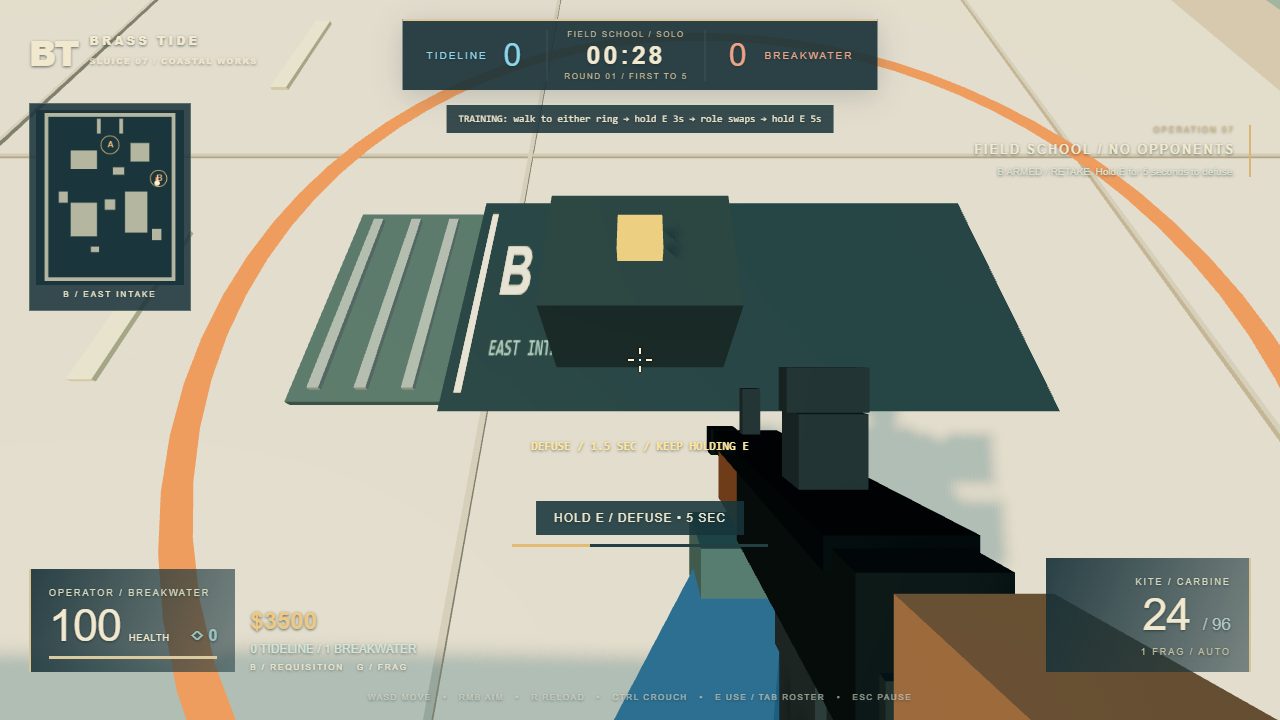 BT BRASS TIDE
SLUICE 07 / COASTAL WORKS
TIDELINE 0
FIELD SCHOOL / SOLO
00:28
ROUND 01 / FIRST TO 5
0 BREAKWATER
TRAINING: walk to either ring → hold E 3s → role swaps → hold E 5s
OPERATION 07
FIELD SCHOOL / NO OPPONENTS
B ARMED / RETAKE. Hold E for 5 seconds to defuse.
A
B
B / EAST INTAKE
B
EAST INT
DEFUSE / 1.5 SEC / KEEP HOLDING E
HOLD E / DEFUSE • 5 SEC
OPERATOR / BREAKWATER
100 HEALTH 0
$3500
0 TIDELINE / 1 BREAKWATER
B / REQUISITION G / FRAG
KITE / CARBINE
24 / 96
1 FRAG / AUTO
WASD MOVE • RMB AIM • R RELOAD • CTRL CROUCH • E USE / TAB ROSTER • ESC PAUSE